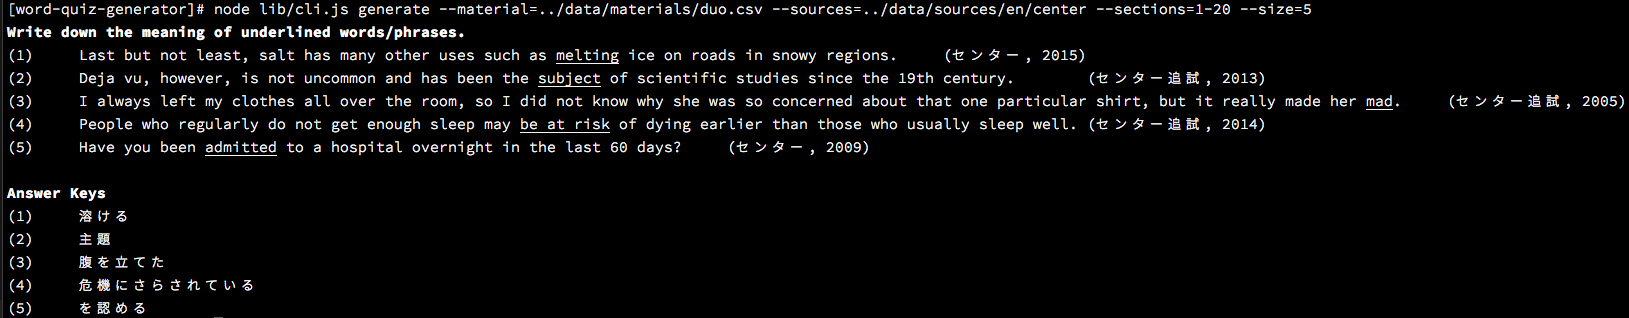 [word-quiz-generator]# node lib/cli.js generate --material=../data/materials/duo.csv --sources=../data/sources/en/center --sections=1-20 --size=5
Write down the meaning of underlined words/phrases.
(1) Last but not least, salt has many other uses such as melting ice on roads in snowy regions. (センター, 2015)
(2) Deja vu, however, is not uncommon and has been the subject of scientific studies since the 19th century. (センター追試, 2013)
(3) I always left my clothes all over the room, so I did not know why she was so concerned about that one particular shirt, but it really made her mad. (センター追試, 2005)
(4) People who regularly do not get enough sleep may be at risk of dying earlier than those who usually sleep well. (センター追試, 2014)
(5) Have you been admitted to a hospital overnight in the last 60 days? (センター, 2009)
Answer Keys
(1) 溶ける
(2) 主題
(3) 腹を立てた
(4) 危機にさらされている
(5) を認める